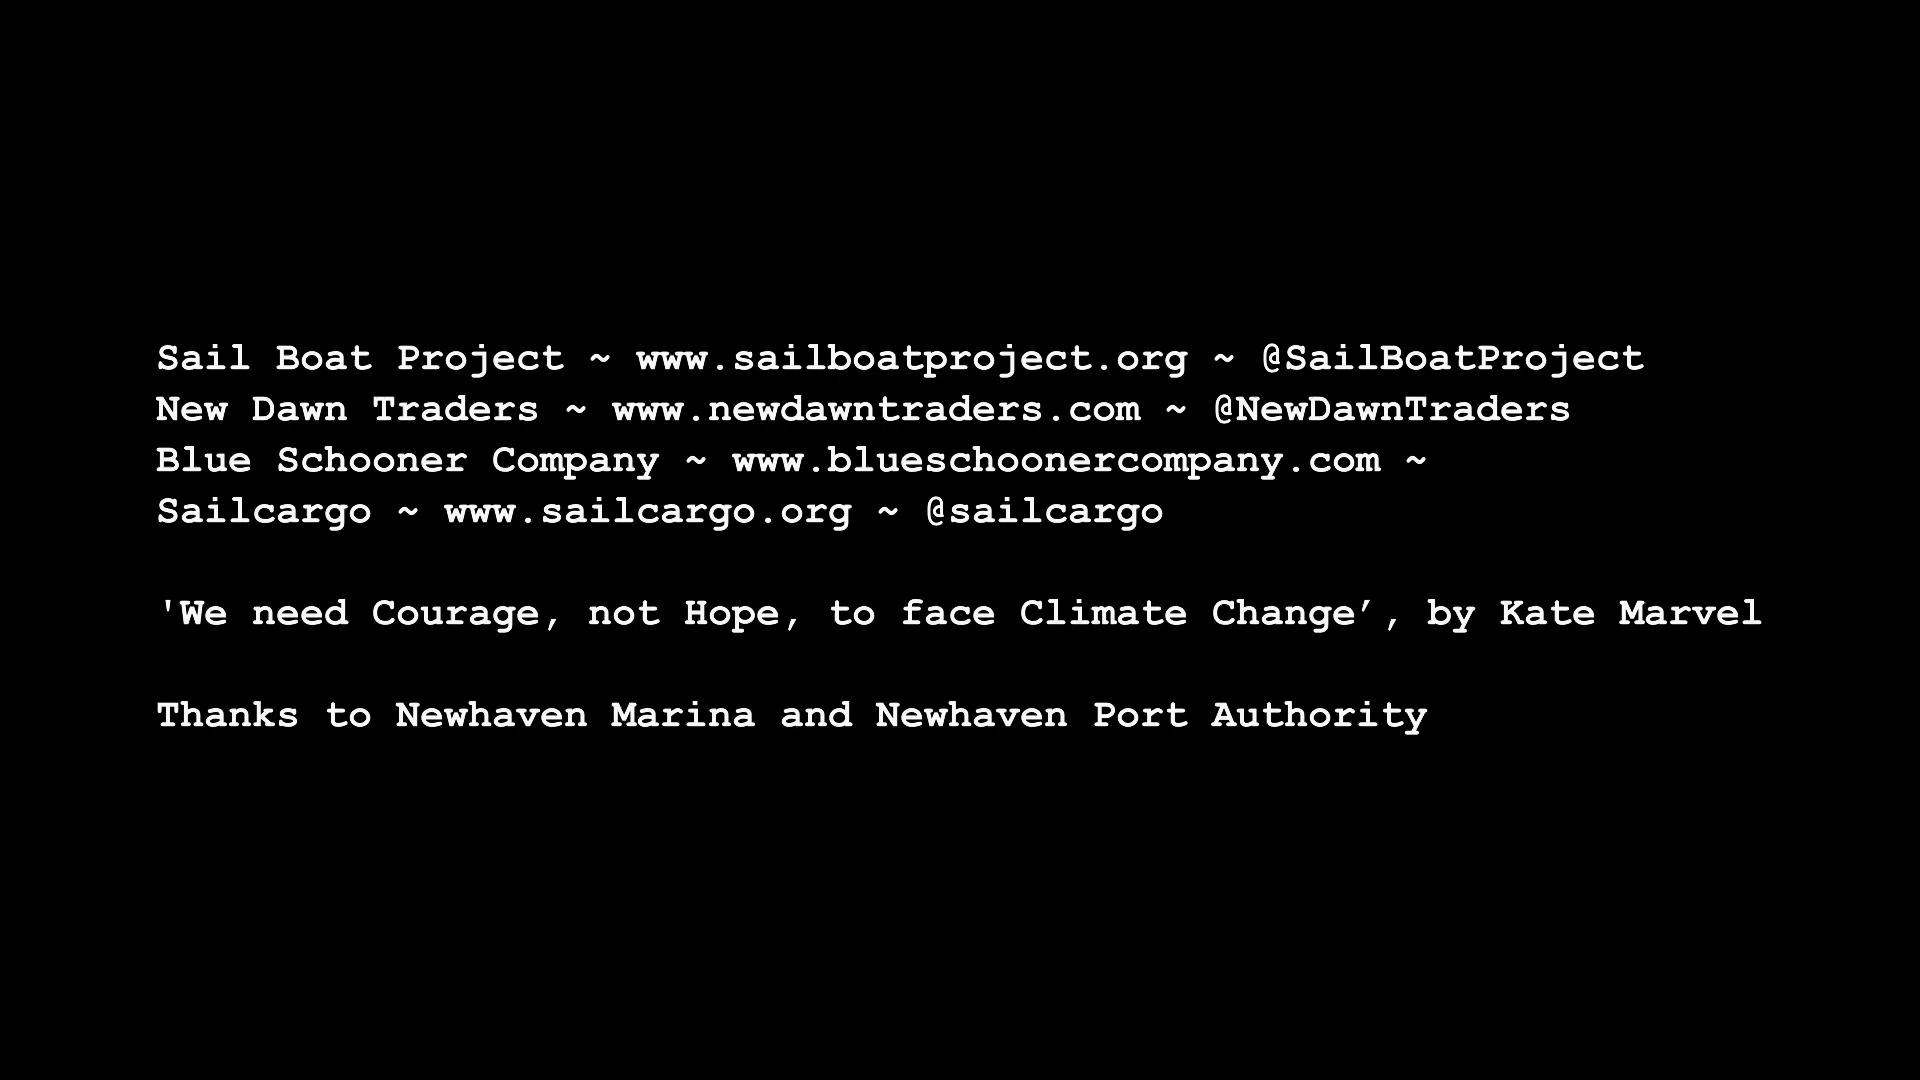 Sail Boat Project ~ www.sailboatproject.org ~ @SailBoatProject
New Dawn Traders ~ www.newdawntraders.com ~ @NewDawnTraders
Blue Schooner Company ~ www.blueschoonercompany.com ~
Sailcargo ~ www.sailcargo.org ~ @sailcargo
'We need Courage, not Hope, to face Climate Change’, by Kate Marvel
Thanks to Newhaven Marina and Newhaven Port Authority